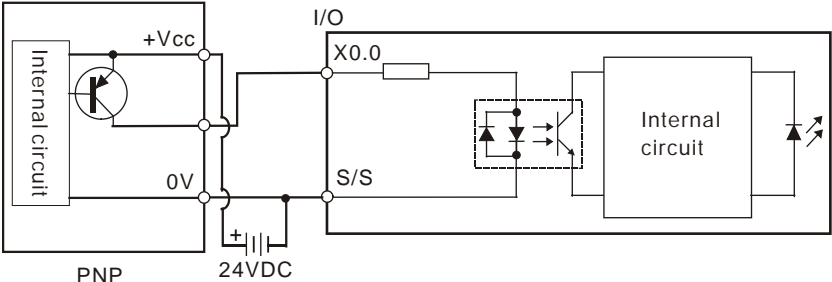 I/O
+Vcc
X0.0
Internal circuit
Internal
circuit
0V
S/S
+
24VDC
PNP